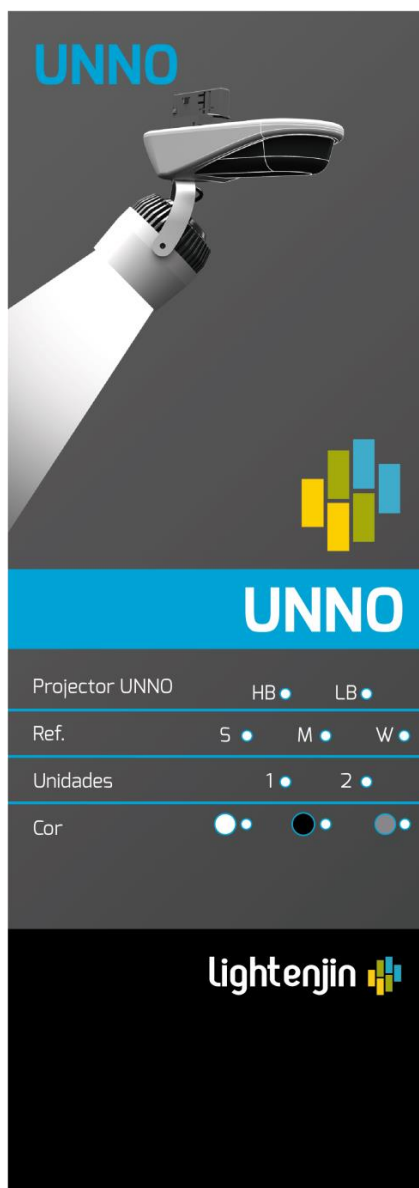 UNNO
UNNO
Projector UNNO HB LB
Ref. S M W
Unidades 1 2
Cor
lightenjin